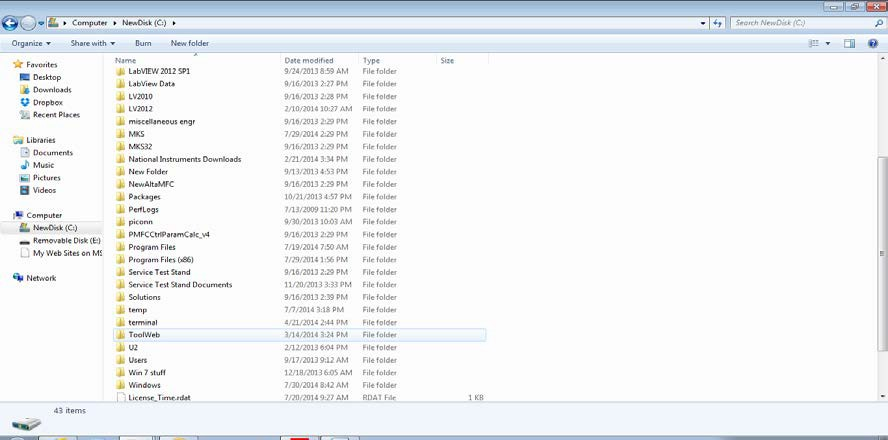 Computer ▸ NewDisk (C:) ▸
Search NewDisk (C:)
Organize Share with Burn New folder
Name Date modified Type Size
Favorites
Desktop
Downloads
Dropbox
Recent Places
Libraries
Documents
Music
Pictures
Videos
Computer
NewDisk (C:)
Removable Disk (E:)
My Web Sites on MS
Network
LabVIEW 2012 SP1 9/24/2013 8:59 AM File folder
LabView Data 9/16/2013 2:27 PM File folder
LV2010 9/16/2013 2:28 PM File folder
LV2012 2/10/2014 10:27 AM File folder
miscellaneous engr 9/16/2013 2:29 PM File folder
MKS 7/29/2014 2:29 PM File folder
MKS32 9/16/2013 2:29 PM File folder
National Instruments Downloads 2/21/2014 3:34 PM File folder
New Folder 9/13/2013 4:53 PM File folder
NewAltaMFC 9/16/2013 2:29 PM File folder
Packages 10/21/2013 4:57 PM File folder
PerfLogs 7/13/2009 11:20 PM File folder
piconn 9/30/2013 10:03 AM File folder
PMFCCtrlParamCalc_v4 9/16/2013 2:29 PM File folder
Program Files 7/19/2014 7:50 AM File folder
Program Files (x86) 7/29/2014 1:56 PM File folder
Service Test Stand 9/16/2013 2:29 PM File folder
Service Test Stand Documents 11/20/2013 3:33 PM File folder
Solutions 9/16/2013 2:39 PM File folder
temp 7/7/2014 3:18 PM File folder
terminal 4/21/2014 2:44 PM File folder
ToolWeb 3/14/2014 3:24 PM File folder
U2 2/12/2013 6:04 PM File folder
Users 9/17/2013 9:12 AM File folder
Win 7 stuff 12/18/2013 6:05 AM File folder
Windows 7/30/2014 8:42 AM File folder
License_Time.rdat 7/20/2014 9:27 AM RDAT File 1 KB
43 items